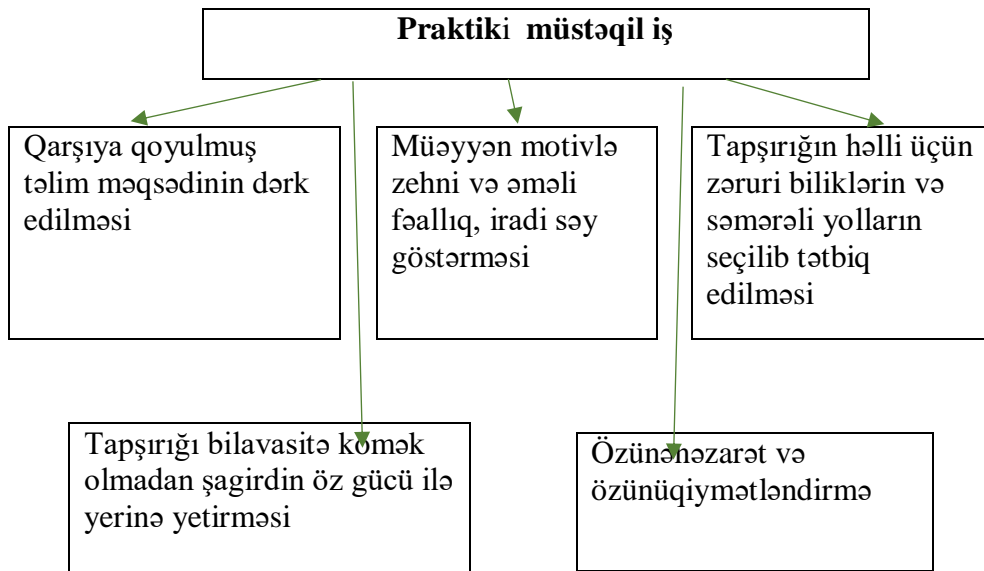 Praktiki müstəqil iş
Qarşıya qoyulmuş
təlim məqsədinin dərk
edilməsi
Müəyyən motivlə
zehni və əməli
fəallıq, iradi səy
göstərməsi
Tapşırığın həlli üçün
zəruri biliklərin və
səmərəli yolların
seçilib tətbiq
edilməsi
Tapşırığı bilavasitə kömək
olmadan şagirdin öz gücü ilə
yerinə yetirməsi
Özünənəzarət və
özünüqiymətləndirmə